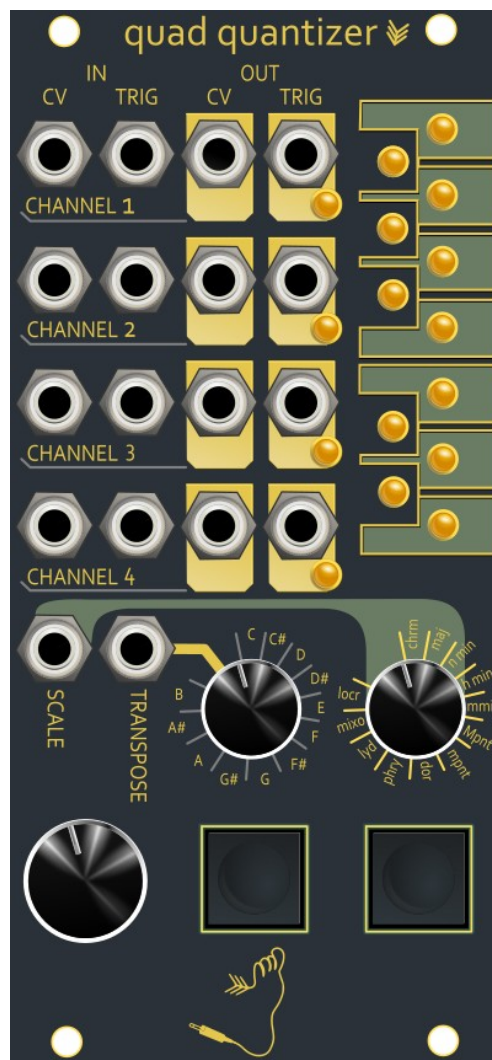 quad quantizer
IN OUT
CV TRIG CV TRIG
CHANNEL 1
CHANNEL 2
CHANNEL 3
CHANNEL 4
SCALE
TRANSPOSE
C
C#
D
D#
E
F
F#
G
G#
A
A#
B
chrm
maj
n min
h min
mmi
Mpnt
mpnt
dor
phry
lyd
mixo
locr